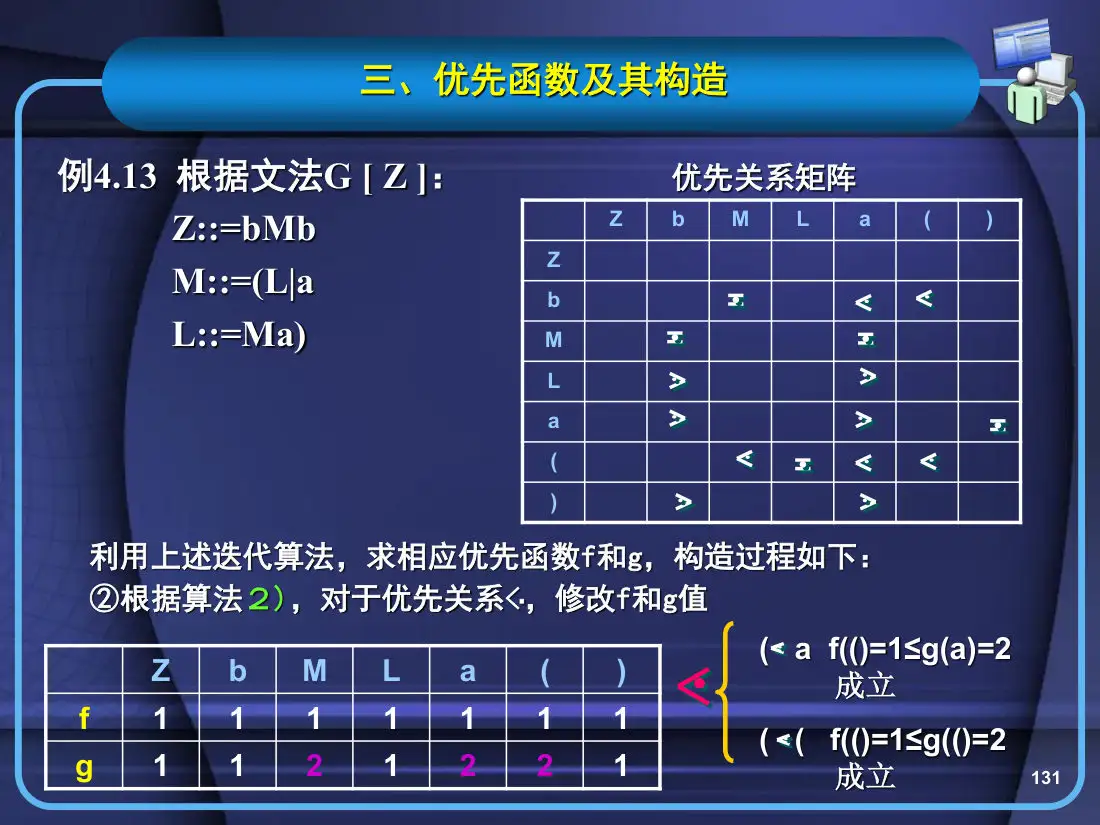 三、优先函数及其构造
例4.13 根据文法G [ Z ]：
Z::=bMb
M::=(L|a
L::=Ma)
优先关系矩阵
Z b M L a ( )
Z
b ≐ ⋖ ⋖
M ≐ ≐
L ⋗ ⋗
a ⋗ ⋗ ≐
( ⋖ ≐ ⋖ ⋖
) ⋗ ⋗
利用上述迭代算法，求相应优先函数f和g，构造过程如下：
②根据算法２），对于优先关系⋖，修改f和g值
Z b M L a ( )
f 1 1 1 1 1 1 1
g 1 1 2 1 2 2 1
⋖
(⋖ a f(()=1≤g(a)=2
成立
( ⋖( f(()=1≤g(()=2
成立
131